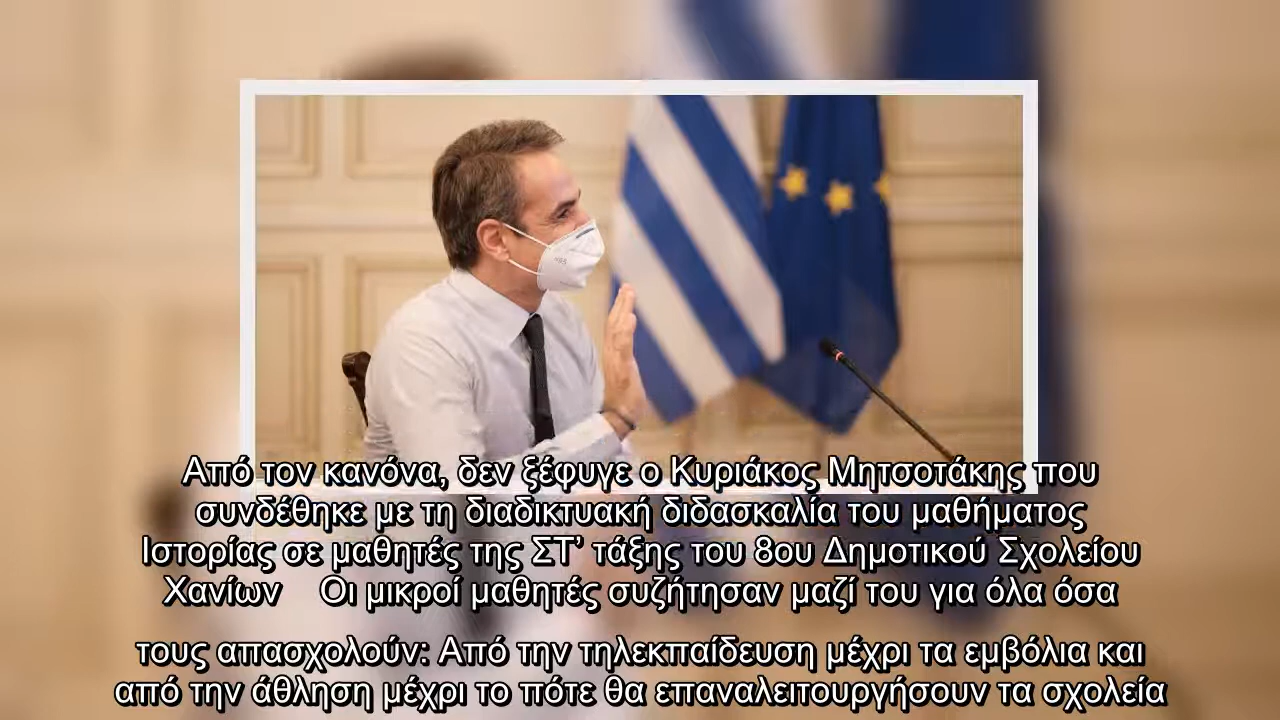 Από τον κανόνα, δεν ξέφυγε ο Κυριάκος Μητσοτάκης που
συνδέθηκε με τη διαδικτυακή διδασκαλία του μαθήματος
Ιστορίας σε μαθητές της ΣΤ’ τάξης του 8ου Δημοτικού Σχολείου
Χανίων Οι μικροί μαθητές συζήτησαν μαζί του για όλα όσα
τους απασχολούν: Από την τηλεκπαίδευση μέχρι τα εμβόλια και
από την άθληση μέχρι το πότε θα επαναλειτουργήσουν τα σχολεία